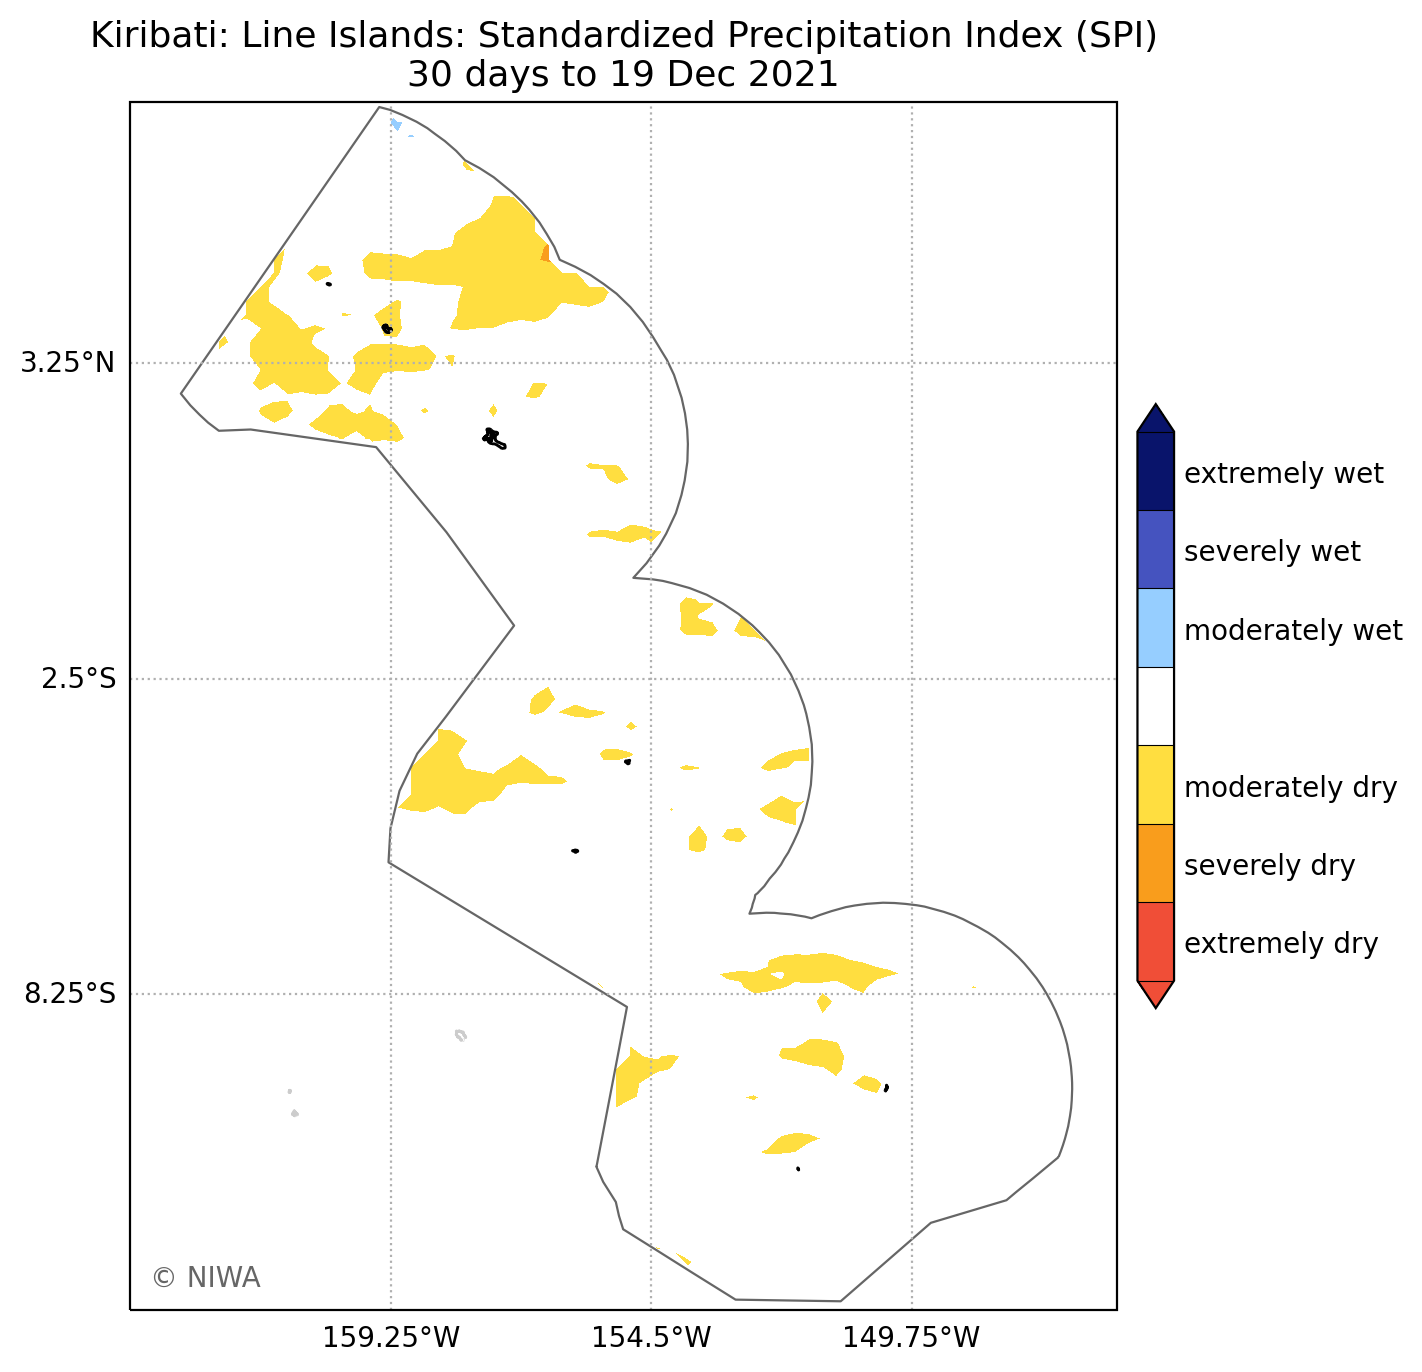 Kiribati: Line Islands: Standardized Precipitation Index (SPI)
30 days to 19 Dec 2021
3.25°N
2.5°S
8.25°S
159.25°W
154.5°W
149.75°W
extremely wet
severely wet
moderately wet
moderately dry
severely dry
extremely dry
© NIWA